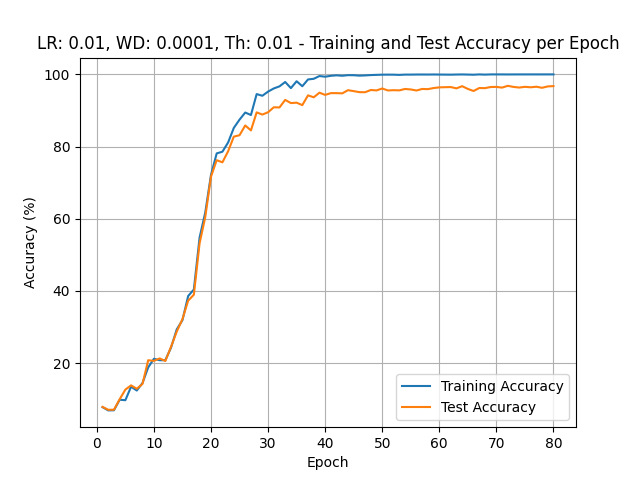 LR: 0.01, WD: 0.0001, Th: 0.01 - Training and Test Accuracy per Epoch
100
80
60
40
20
Accuracy (%)
Training Accuracy
Test Accuracy
0 10 20 30 40 50 60 70 80
Epoch